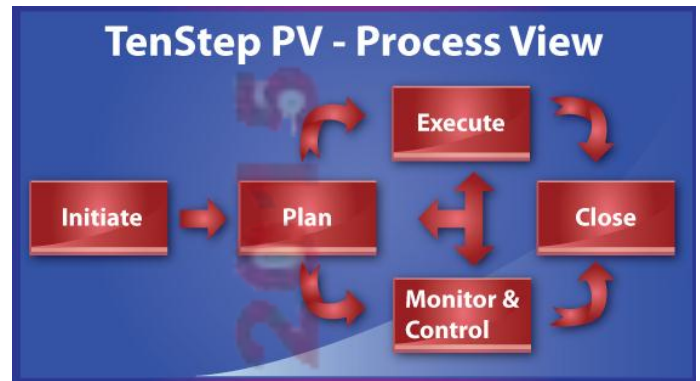 TenStep PV - Process View
Execute
Initiate
Plan
Close
Monitor &
Control